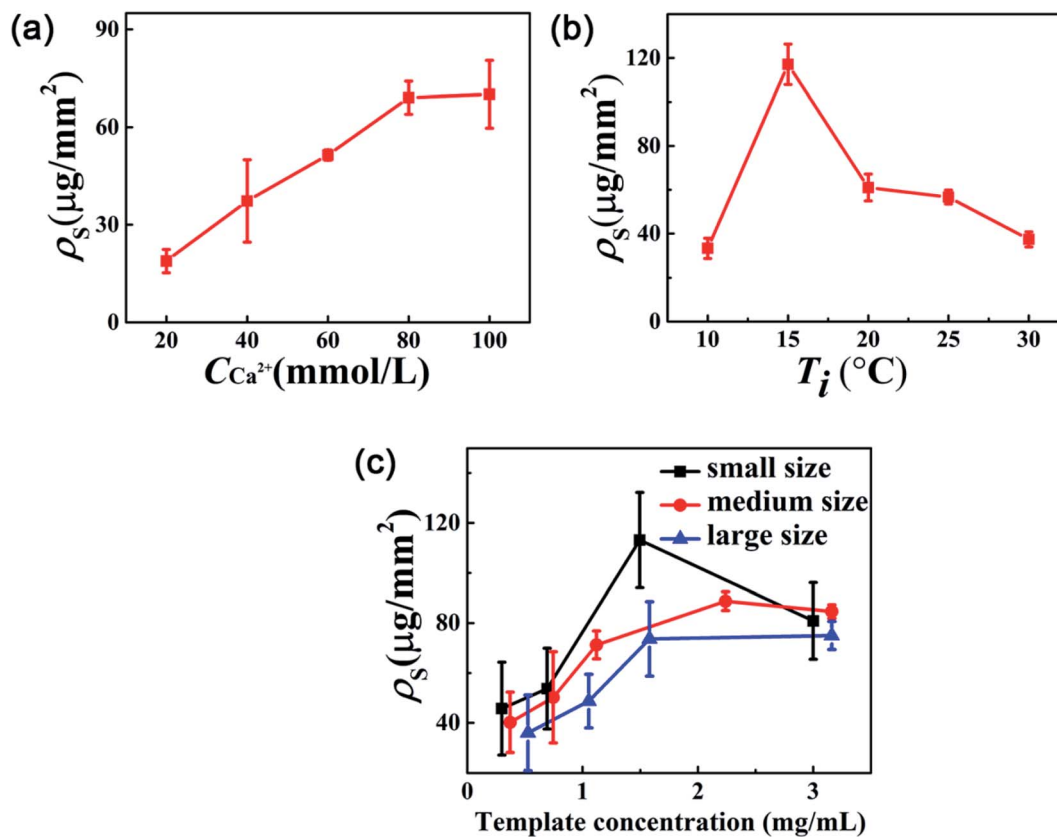 (a)
90
60
30
0
ρS(μg/mm²)
20 40 60 80 100
CCa²⁺(mmol/L)
(b)
120
80
40
0
ρS(μg/mm²)
10 15 20 25 30
Ti (°C)
(c)
small size
medium size
large size
120
80
40
ρS(μg/mm²)
0 1 2 3
Template concentration (mg/mL)